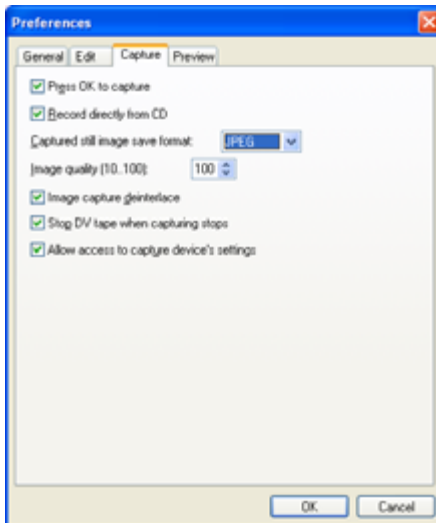 Preferences
General Edit Capture Preview
Press OK to capture
Record directly from CD
Captured still image save format: JPEG
Image quality (10..100): 100
Image capture deinterlace
Stop DV tape when capturing stops
Allow access to capture device's settings
OK Cancel